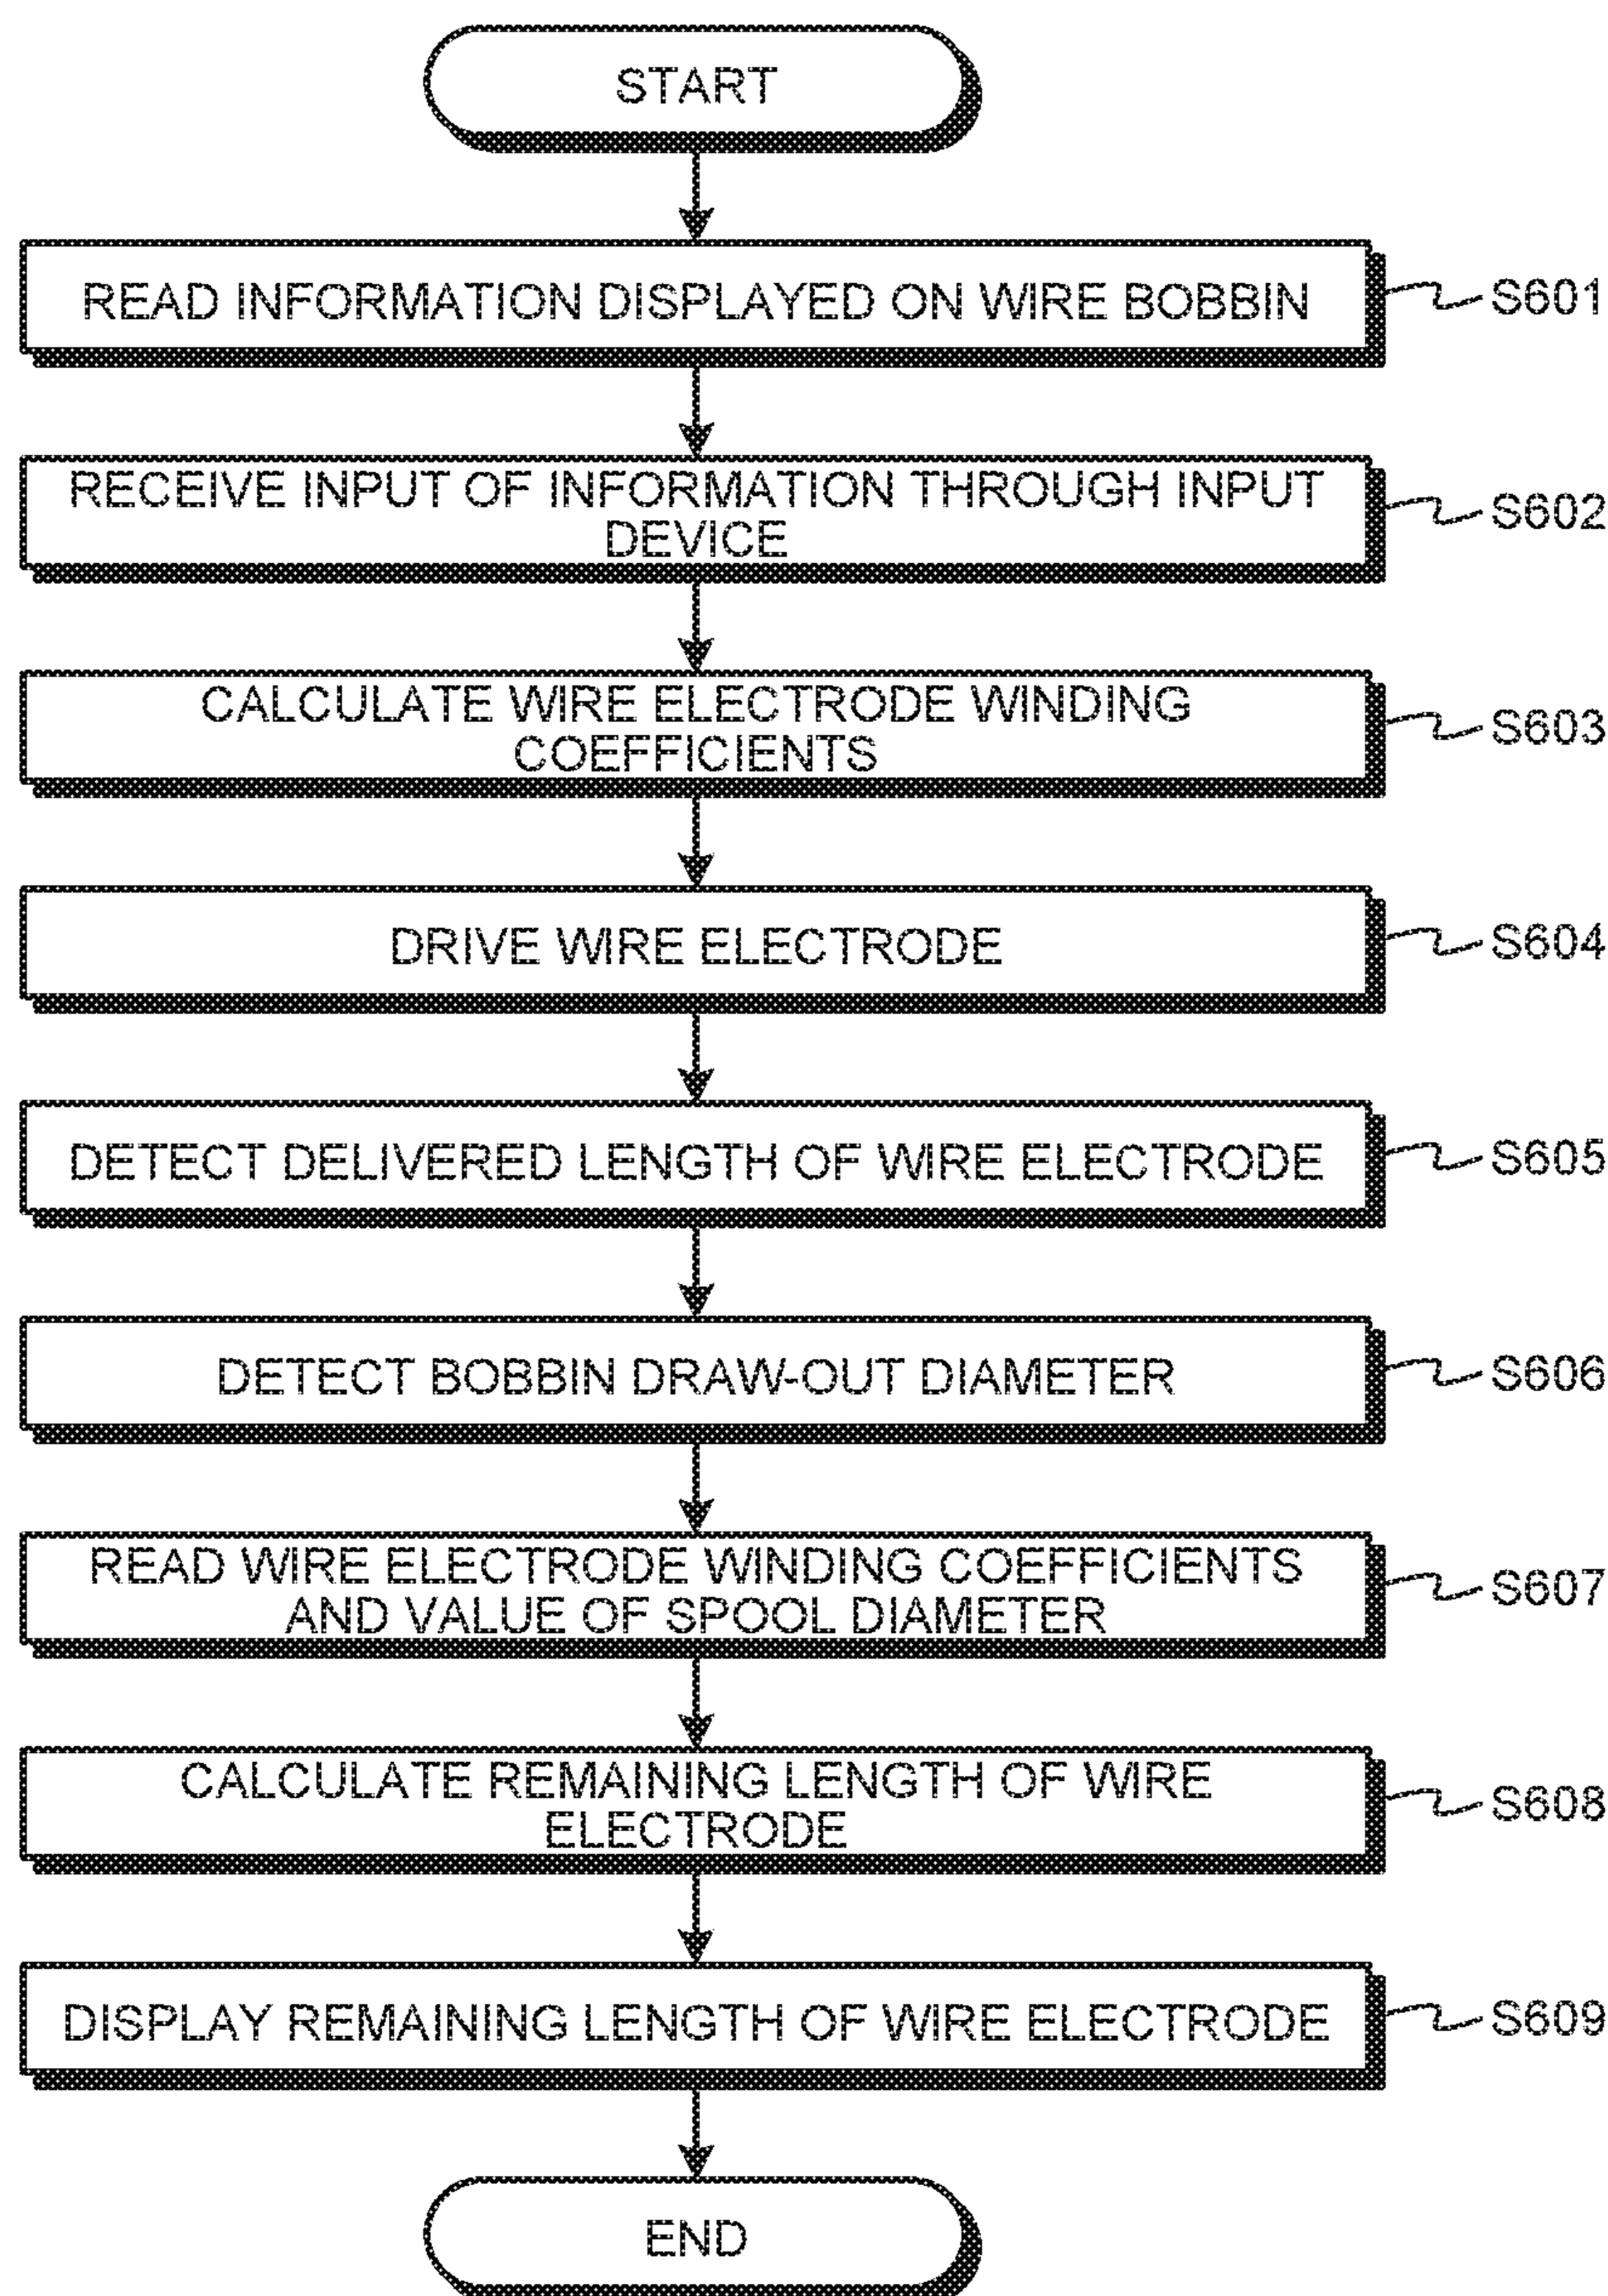 START
READ INFORMATION DISPLAYED ON WIRE BOBBIN
S601
RECEIVE INPUT OF INFORMATION THROUGH INPUT
DEVICE
S602
CALCULATE WIRE ELECTRODE WINDING
COEFFICIENTS
S603
DRIVE WIRE ELECTRODE
S604
DETECT DELIVERED LENGTH OF WIRE ELECTRODE
S605
DETECT BOBBIN DRAW-OUT DIAMETER
S606
READ WIRE ELECTRODE WINDING COEFFICIENTS
AND VALUE OF SPOOL DIAMETER
S607
CALCULATE REMAINING LENGTH OF WIRE
ELECTRODE
S608
DISPLAY REMAINING LENGTH OF WIRE ELECTRODE
S609
END